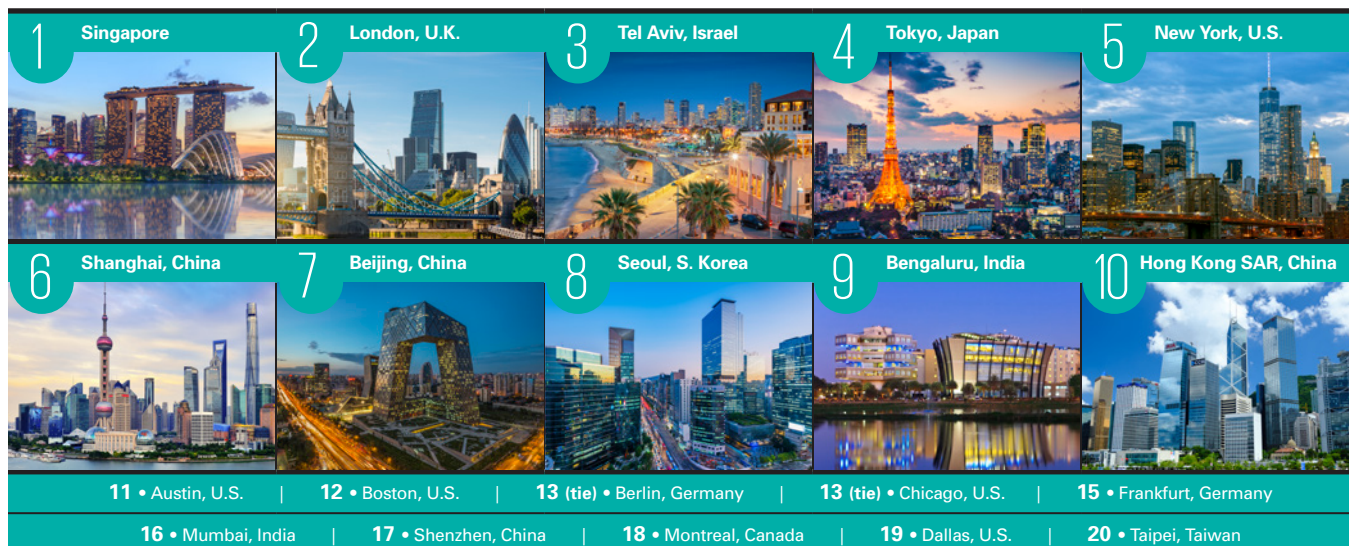 1 Singapore
2 London, U.K.
3 Tel Aviv, Israel
4 Tokyo, Japan
5 New York, U.S.
6 Shanghai, China
7 Beijing, China
8 Seoul, S. Korea
9 Bengaluru, India
10 Hong Kong SAR, China
11 • Austin, U.S. | 12 • Boston, U.S. | 13 (tie) • Berlin, Germany | 13 (tie) • Chicago, U.S. | 15 • Frankfurt, Germany
16 • Mumbai, India | 17 • Shenzhen, China | 18 • Montreal, Canada | 19 • Dallas, U.S. | 20 • Taipei, Taiwan